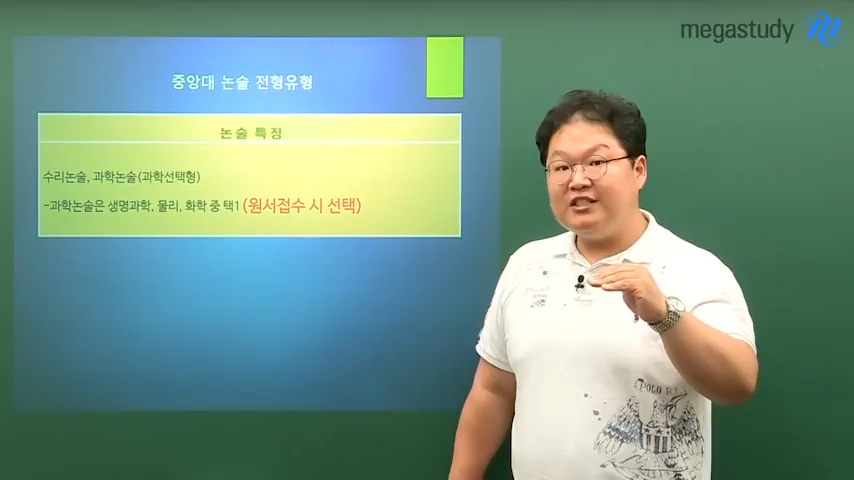 megastudy
중앙대 논술 전형유형
논술 특징
수리논술, 과학논술(과학선택형)
-과학논술은 생명과학, 물리, 화학 중 택1 (원서접수 시 선택)
POLO R.L